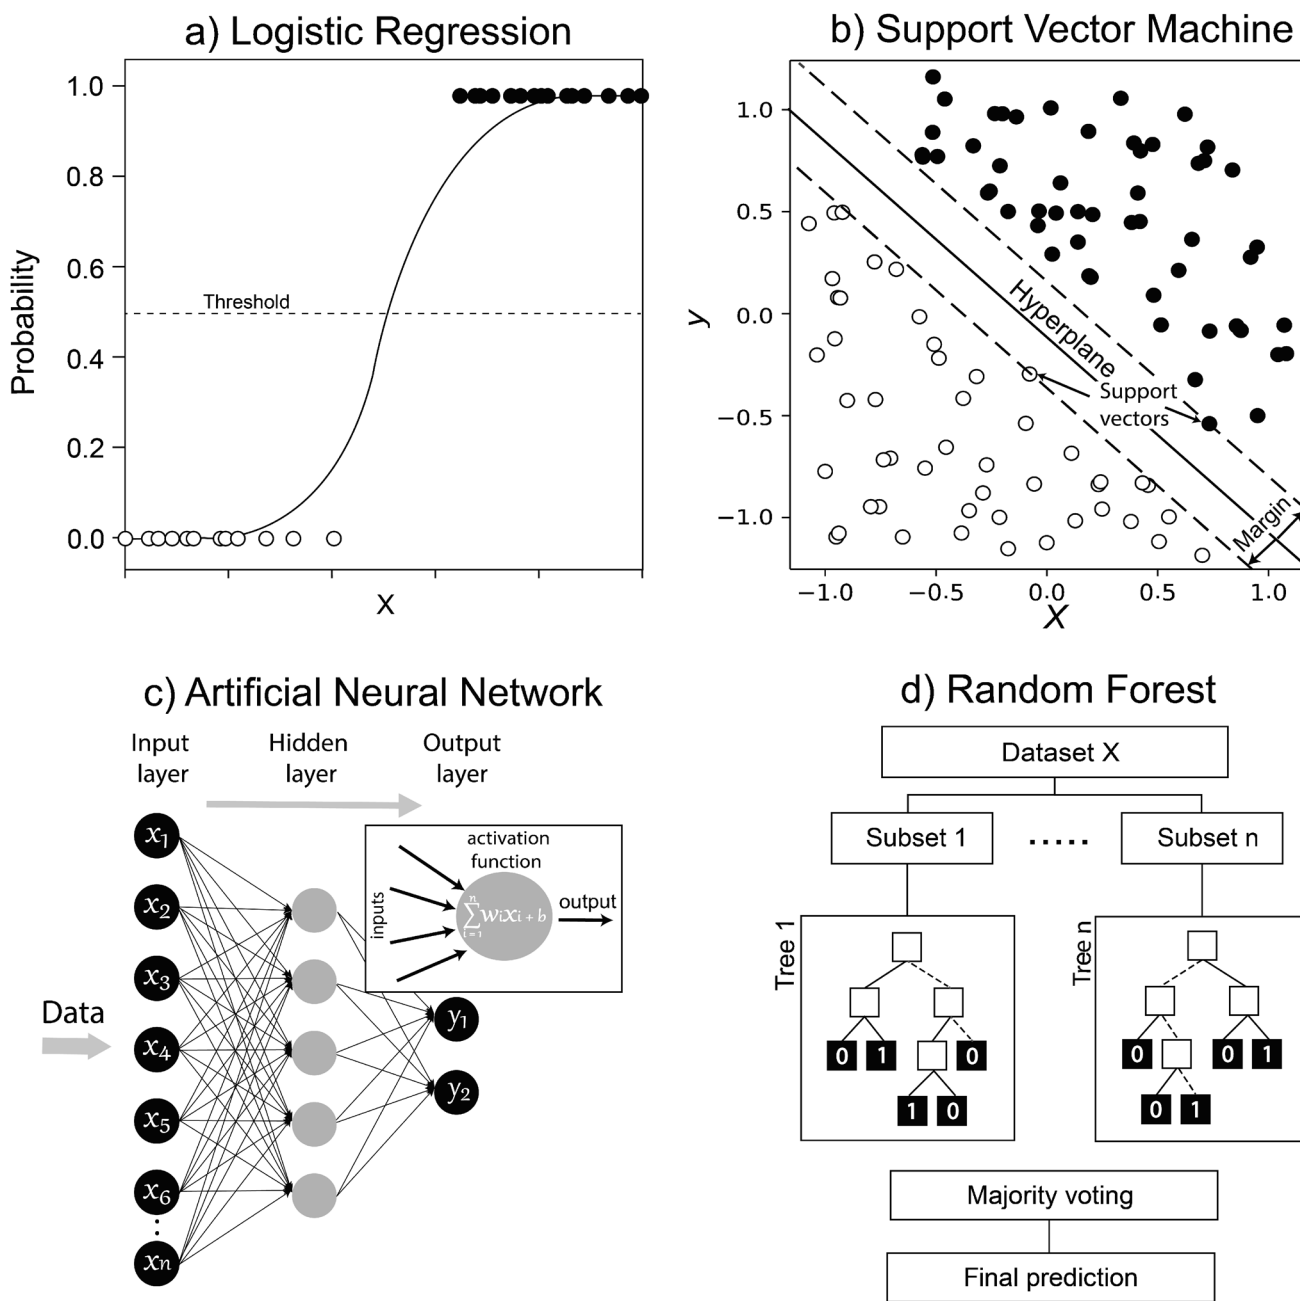 a) Logistic Regression
1.0
0.8
0.6
0.4
0.2
0.0
Probability
Threshold
X
b) Support Vector Machine
1.0
0.5
0.0
−0.5
−1.0
y
Hyperplane
Support
vectors
Margin
−1.0 −0.5 0.0 0.5 1.0
X
c) Artificial Neural Network
Input
layer
Hidden
layer
Output
layer
Data
x1
x2
x3
x4
x5
x6
xn
activation
function
inputs
n
∑ wixi + b
i = 1
output
y1
y2
d) Random Forest
Dataset X
Subset 1 ..... Subset n
Tree 1
0 1 0
1 0
Tree n
0 0 1
0 1
Majority voting
Final prediction